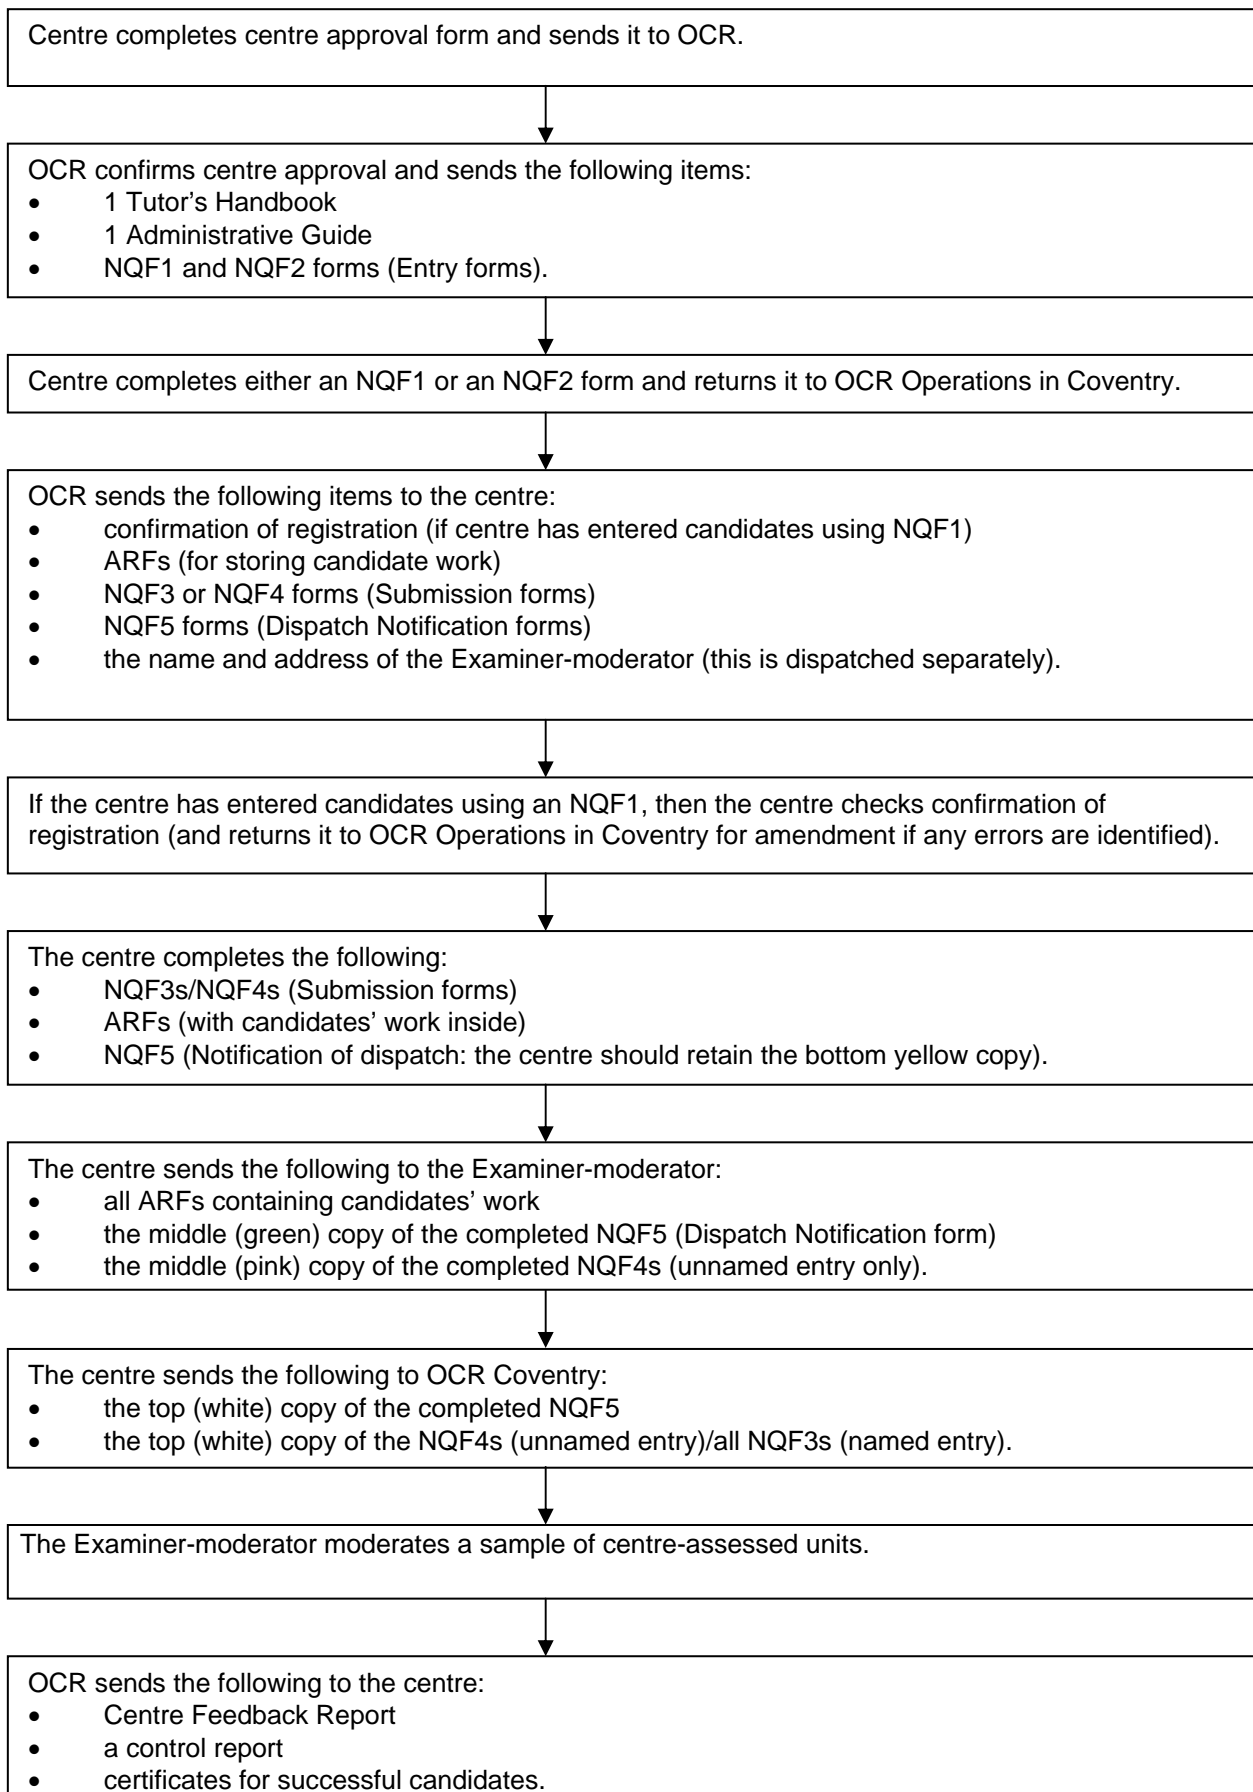 Centre completes centre approval form and sends it to OCR.
OCR confirms centre approval and sends the following items:
• 1 Tutor's Handbook
• 1 Administrative Guide
• NQF1 and NQF2 forms (Entry forms).
Centre completes either an NQF1 or an NQF2 form and returns it to OCR Operations in Coventry.
OCR sends the following items to the centre:
• confirmation of registration (if centre has entered candidates using NQF1)
• ARFs (for storing candidate work)
• NQF3 or NQF4 forms (Submission forms)
• NQF5 forms (Dispatch Notification forms)
• the name and address of the Examiner-moderator (this is dispatched separately).
If the centre has entered candidates using an NQF1, then the centre checks confirmation of
registration (and returns it to OCR Operations in Coventry for amendment if any errors are identified).
The centre completes the following:
• NQF3s/NQF4s (Submission forms)
• ARFs (with candidates' work inside)
• NQF5 (Notification of dispatch: the centre should retain the bottom yellow copy).
The centre sends the following to the Examiner-moderator:
• all ARFs containing candidates' work
• the middle (green) copy of the completed NQF5 (Dispatch Notification form)
• the middle (pink) copy of the completed NQF4s (unnamed entry only).
The centre sends the following to OCR Coventry:
• the top (white) copy of the completed NQF5
• the top (white) copy of the NQF4s (unnamed entry)/all NQF3s (named entry).
The Examiner-moderator moderates a sample of centre-assessed units.
OCR sends the following to the centre:
• Centre Feedback Report
• a control report
• certificates for successful candidates.